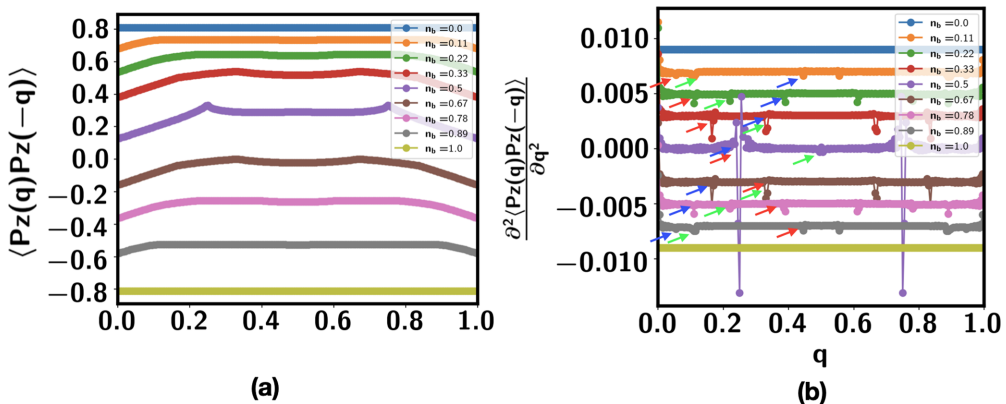 ⟨Pz(q)Pz(−q)⟩
0.8
0.6
0.4
0.2
0.0
−0.2
−0.4
−0.6
−0.8
0.0 0.2 0.4 0.6 0.8 1.0
n_b =0.0
n_b =0.11
n_b =0.22
n_b =0.33
n_b =0.5
n_b =0.67
n_b =0.78
n_b =0.89
n_b =1.0
(a)
∂²⟨Pz(q)Pz(−q)⟩
∂q²
0.010
0.005
0.000
−0.005
−0.010
0.0 0.2 0.4 0.6 0.8 1.0
q
n_b =0.0
n_b =0.11
n_b =0.22
n_b =0.33
n_b =0.5
n_b =0.67
n_b =0.78
n_b =0.89
n_b =1.0
(b)